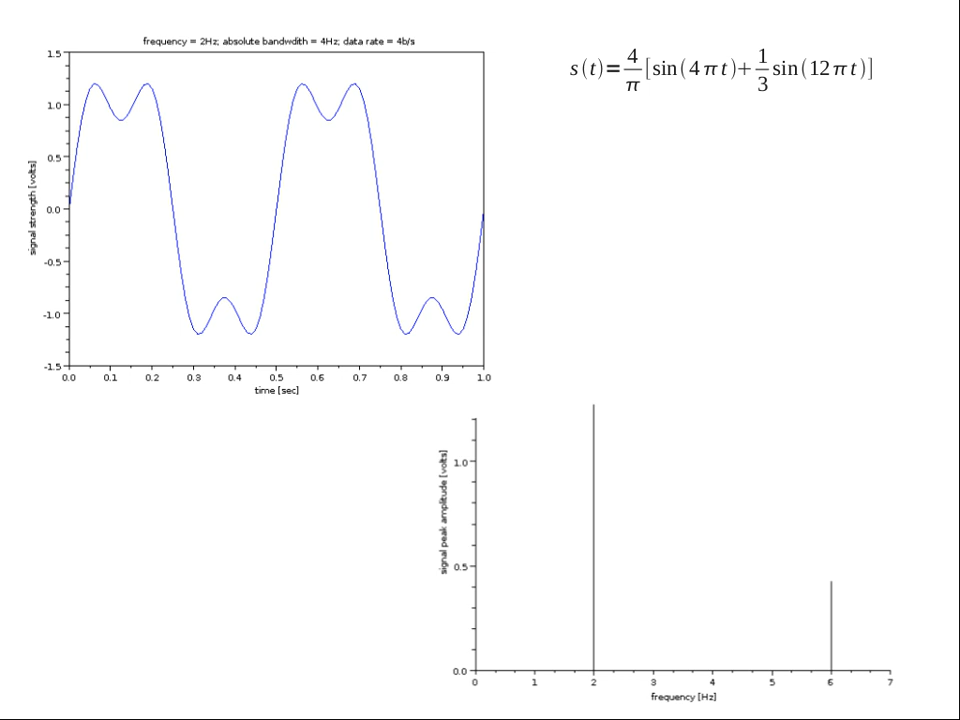 frequency = 2Hz; absolute bandwdith = 4Hz; data rate = 4b/s
s(t)=4/π[sin(4πt)+1/3 sin(12πt)]
signal strength [volts]
1.5
1.0
0.5
0.0
-0.5
-1.0
-1.5
0.0 0.1 0.2 0.3 0.4 0.5 0.6 0.7 0.8 0.9 1.0
time [sec]
signal peak amplitude [volts]
1.0
0.5
0.0
0 1 2 3 4 5 6 7
frequency [Hz]